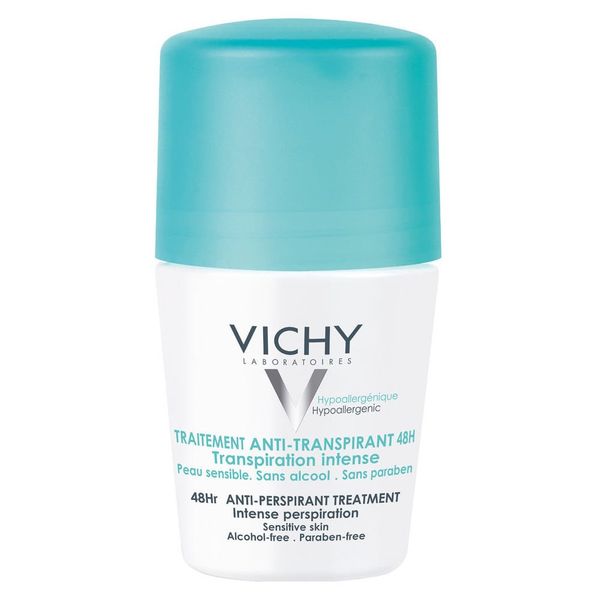 VICHY
LABORATOIRES
Hypoallergénique
Hypoallergenic
TRAITEMENT ANTI-TRANSPIRANT 48H
Transpiration intense
Peau sensible. Sans alcool . Sans paraben
48Hr ANTI-PERSPIRANT TREATMENT
Intense perspiration
Sensitive skin
Alcohol-free . Paraben-free